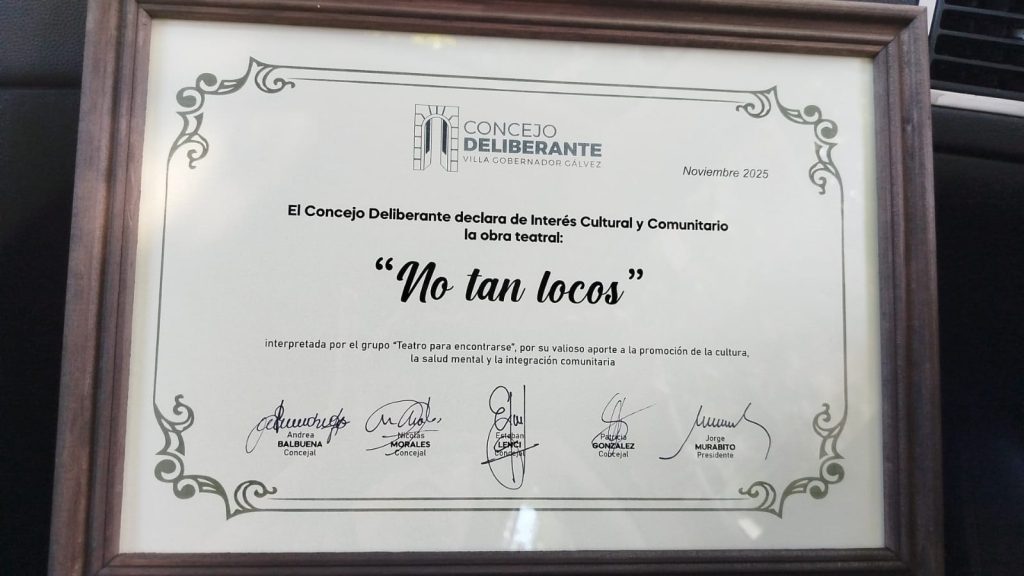 CONCEJO
DELIBERANTE
VILLA GOBERNADOR GÁLVEZ
Noviembre 2025
El Concejo Deliberante declara de Interés Cultural y Comunitario
la obra teatral:
“No tan locos”
interpretada por el grupo "Teatro para encontrarse", por su valioso aporte a la promoción de la cultura,
la salud mental y la integración comunitaria
Andrea
BALBUENA
Concejal
Nicolás
MORALES
Concejal
Esteban
LENCI
Concejal
Patricia
GONZÁLEZ
Concejal
Jorge
MURABITO
Presidente